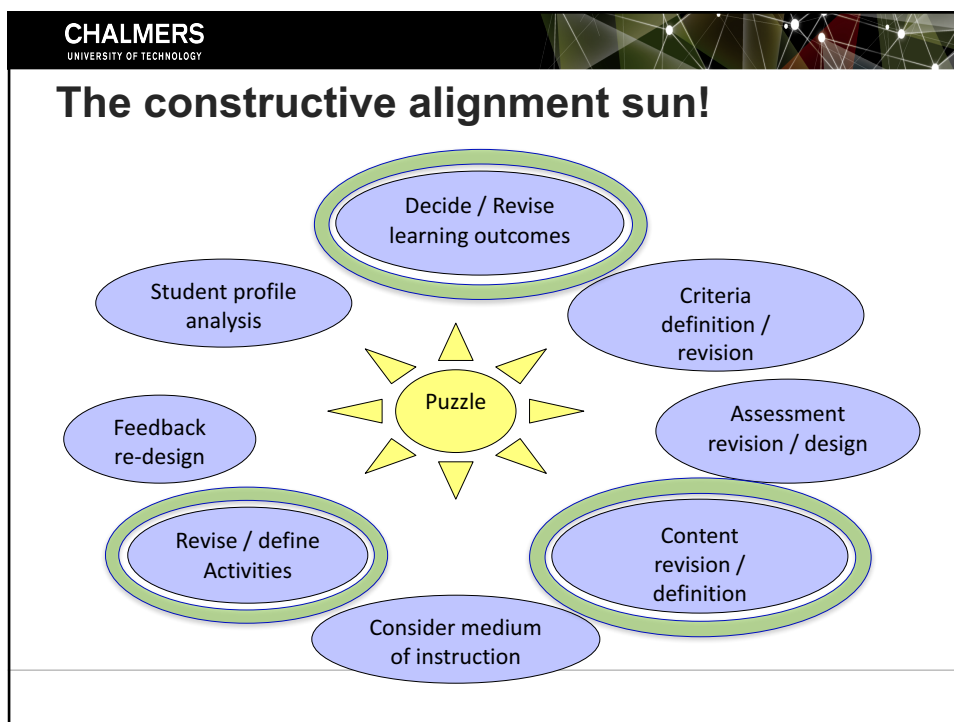 CHALMERS
UNIVERSITY OF TECHNOLOGY
The constructive alignment sun!
Decide / Revise
learning outcomes
Student profile
analysis
Criteria
definition /
revision
Puzzle
Feedback
re-design
Assessment
revision / design
Revise / define
Activities
Content
revision /
definition
Consider medium
of instruction